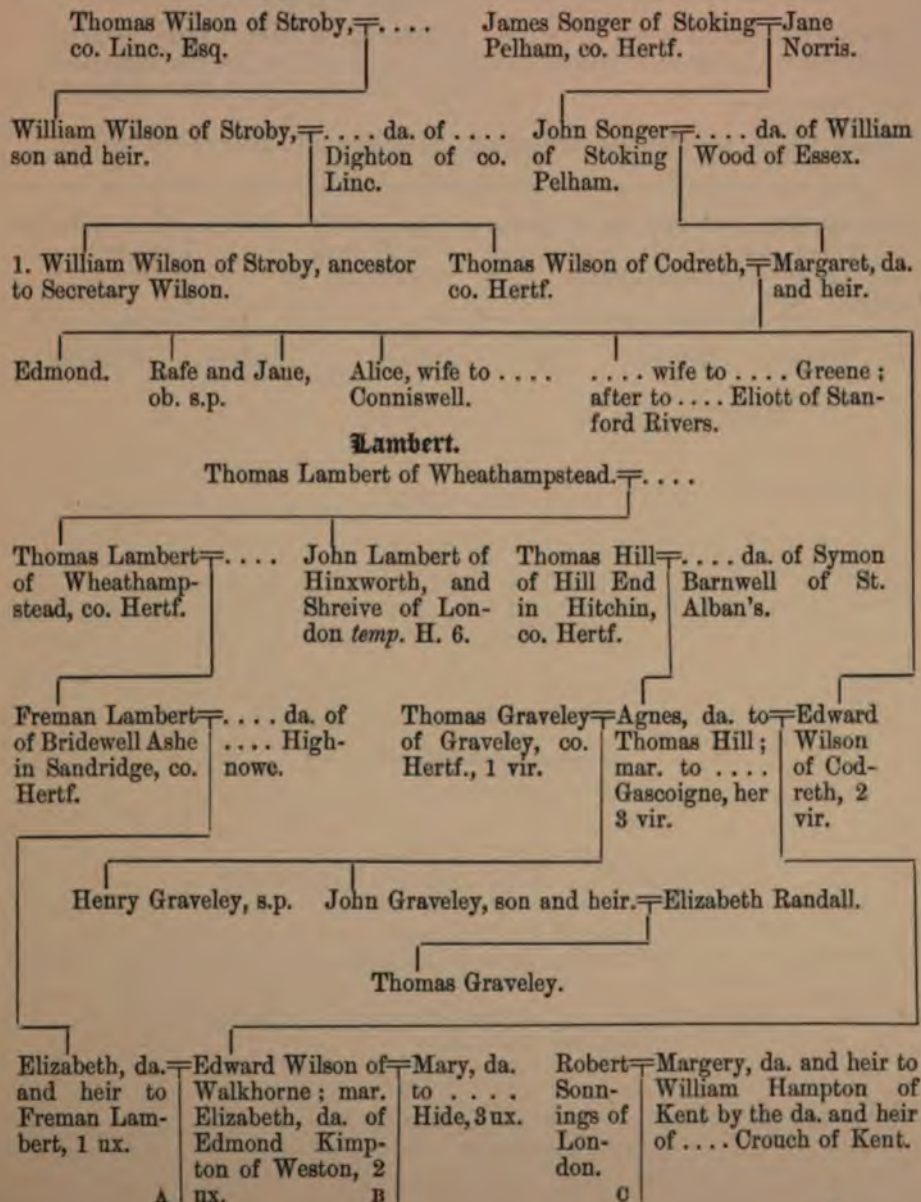 Thomas Wilson of Stroby,╤. . . .
co. Linc., Esq.
James Songer of Stoking╤Jane
Pelham, co. Hertf. Norris.
William Wilson of Stroby,╤. . . . da. of . . . .
son and heir. Dighton of co.
Linc.
John Songer╤. . . . da. of William
of Stoking Wood of Essex.
Pelham.
1. William Wilson of Stroby, ancestor
to Secretary Wilson.
Thomas Wilson of Codreth,╤Margaret, da.
co. Hertf. and heir.
Edmond.
Rafe and Jane,
ob. s.p.
Alice, wife to . . . .
Conniswell.
. . . . wife to . . . . Greene ;
after to . . . . Eliott of Stan-
ford Rivers.
Lambert.
Thomas Lambert of Wheathampstead.╤. . . .
Thomas Lambert╤. . . .
of Wheathamp-
stead, co. Hertf.
John Lambert of
Hinxworth, and
Shreive of Lon-
don temp. H. 6.
Thomas Hill╤. . . . da. of Symon
of Hill End Barnwell of St.
in Hitchin, Alban's.
co. Hertf.
Freman Lambert╤. . . . da. of
of Bridewell Ashe . . . . High-
in Sandridge, co. nowe.
Hertf.
Thomas Graveley╤Agnes, da. to╤Edward
of Graveley, co. Thomas Hill ; Wilson
Hertf., 1 vir. mar. to . . . . of Cod-
Gascoigne, her reth, 2
3 vir. vir.
Henry Graveley, s.p.
John Graveley, son and heir.╤Elizabeth Randall.
Thomas Graveley.
Elizabeth, da.╤Edward Wilson of╤Mary, da.
and heir to Walkhorne ; mar. to . . . .
Freman Lam- Elizabeth, da. of Hide, 3 ux.
bert, 1 ux. Edmond Kimp-
ton of Weston, 2
A ux. B
Robert╤Margery, da. and heir to
Sonn- William Hampton of
ings of Kent by the da. and heir
Lon- of . . . . Crouch of Kent.
don.
C